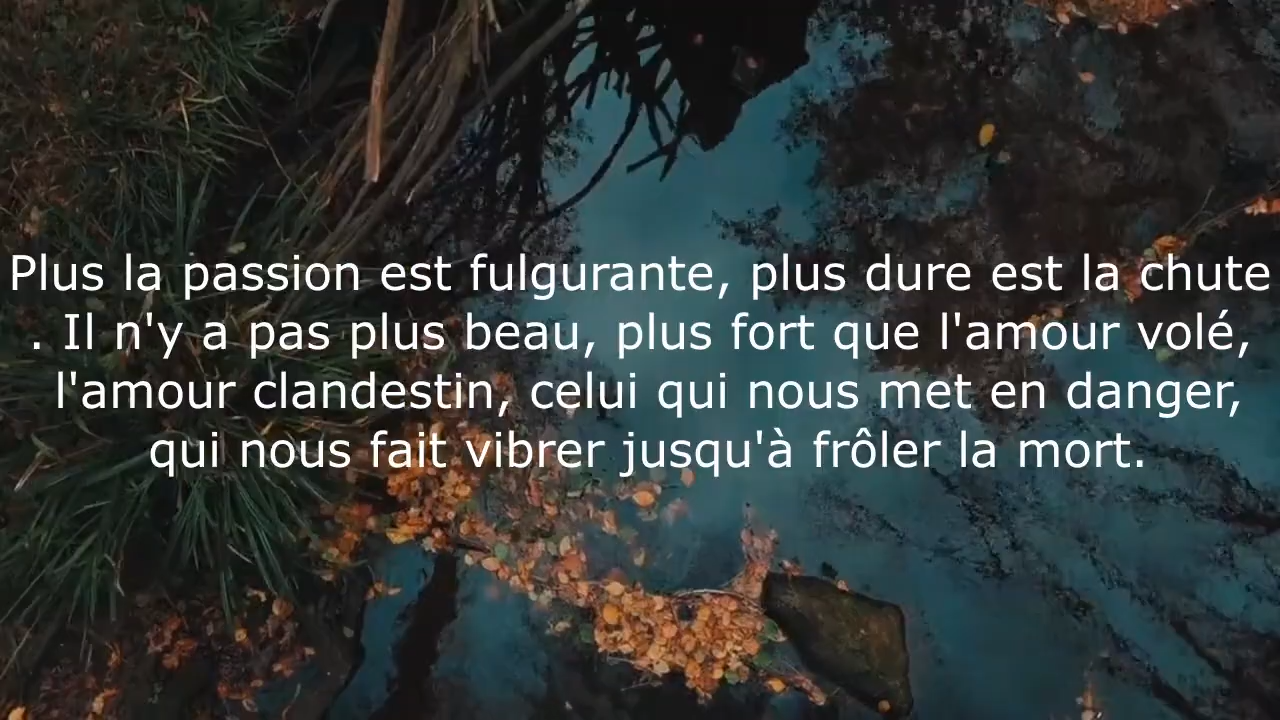 Plus la passion est fulgurante, plus dure est la chute
. Il n'y a pas plus beau, plus fort que l'amour volé,
l'amour clandestin, celui qui nous met en danger,
qui nous fait vibrer jusqu'à frôler la mort.